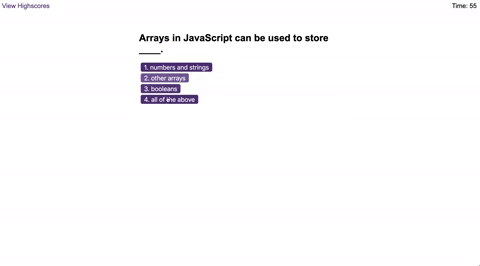 View Highscores
Time: 55
Arrays in JavaScript can be used to store
____.
1. numbers and strings
2. other arrays
3. booleans
4. all of the above